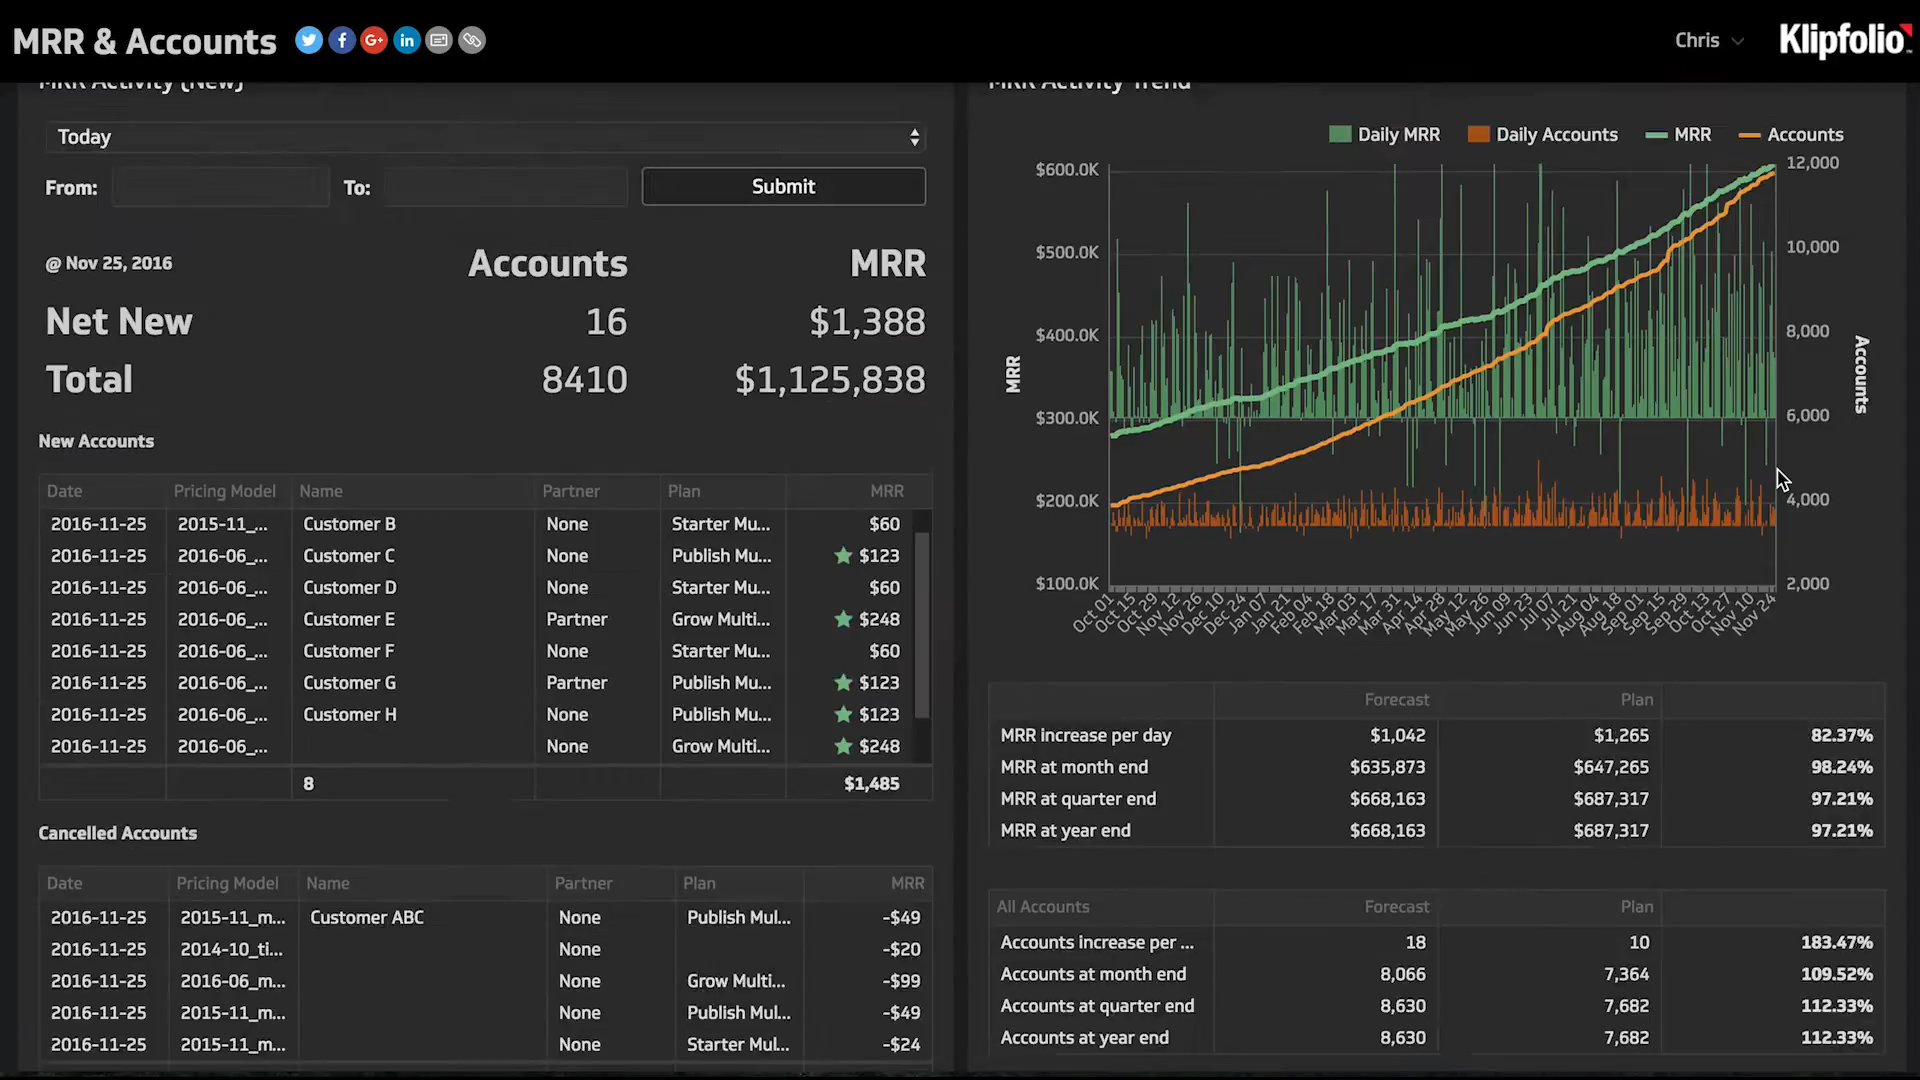 MRR & Accounts
Chris
Klipfolio
MRR Activity (New)
Today
From:
To:
Submit
@ Nov 25, 2016 Accounts MRR
Net New 16 $1,388
Total 8410 $1,125,838
New Accounts
Date Pricing Model Name Partner Plan MRR
2016-11-25 2015-11_... Customer B None Starter Mu... $60
2016-11-25 2016-06_... Customer C None Publish Mu... $123
2016-11-25 2016-06_... Customer D None Starter Mu... $60
2016-11-25 2016-06_... Customer E Partner Grow Multi... $248
2016-11-25 2016-06_... Customer F None Starter Mu... $60
2016-11-25 2016-06_... Customer G Partner Publish Mu... $123
2016-11-25 2016-06_... Customer H None Publish Mu... $123
2016-11-25 2016-06_... None Grow Multi... $248
8 $1,485
Cancelled Accounts
Date Pricing Model Name Partner Plan MRR
2016-11-25 2015-11_m... Customer ABC None Publish Mul... -$49
2016-11-25 2014-10_ti... None -$20
2016-11-25 2016-06_m... None Grow Multi... -$99
2016-11-25 2015-11_m... None Publish Mul... -$49
2016-11-25 2015-11_m... None Starter Mul... -$24
MRR Activity Trend
Daily MRR Daily Accounts MRR Accounts
$600.0K
$500.0K
$400.0K
$300.0K
$200.0K
$100.0K
MRR
12,000
10,000
8,000
6,000
4,000
2,000
Accounts
Oct 01 Oct 15 Oct 29 Nov 12 Nov 26 Dec 10 Dec 24 Jan 07 Jan 21 Feb 04 Feb 18 Mar 03 Mar 17 Mar 31 Apr 14 Apr 28 May 12 May 26 Jun 09 Jun 23 Jul 07 Jul 21 Aug 04 Aug 18 Sep 01 Sep 15 Sep 29 Oct 13 Oct 27 Nov 10 Nov 24
Forecast Plan
MRR increase per day $1,042 $1,265 82.37%
MRR at month end $635,873 $647,265 98.24%
MRR at quarter end $668,163 $687,317 97.21%
MRR at year end $668,163 $687,317 97.21%
All Accounts Forecast Plan
Accounts increase per ... 18 10 183.47%
Accounts at month end 8,066 7,364 109.52%
Accounts at quarter end 8,630 7,682 112.33%
Accounts at year end 8,630 7,682 112.33%